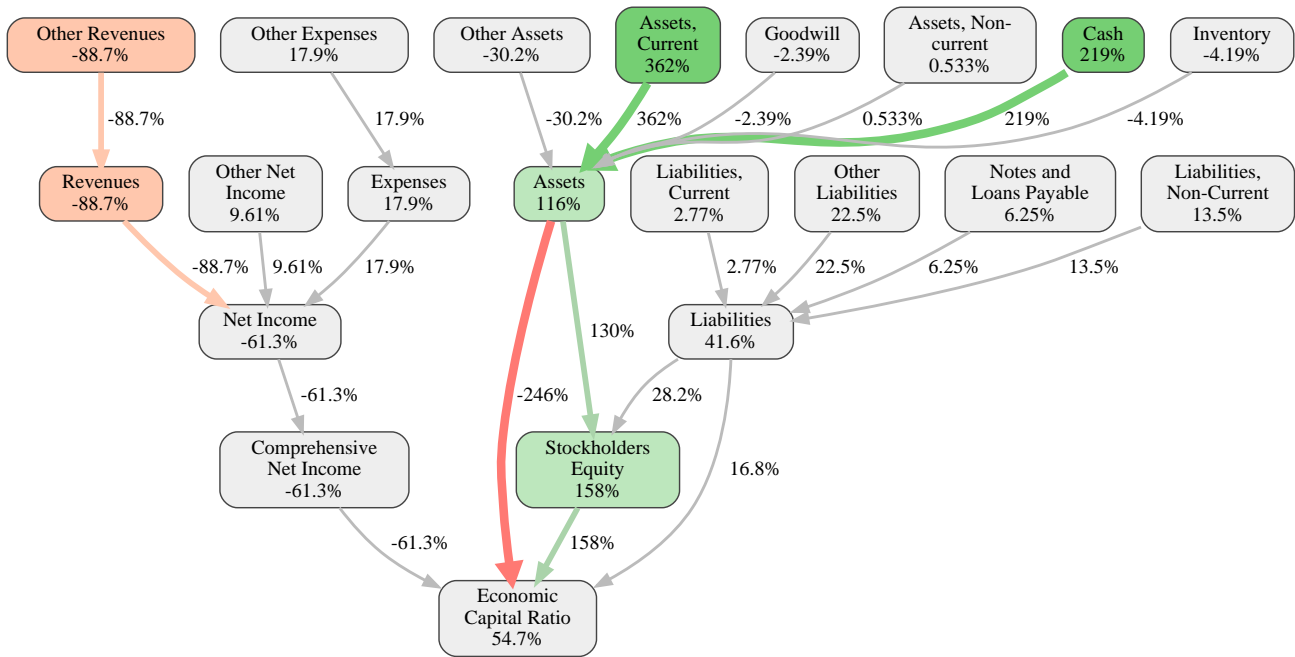 Other Revenues
-88.7%
Other Expenses
17.9%
Other Assets
-30.2%
Assets,
Current
362%
Goodwill
-2.39%
Assets, Non-
current
0.533%
Cash
219%
Inventory
-4.19%
-88.7%
17.9%
-30.2%
362%
-2.39%
0.533%
219%
-4.19%
Revenues
-88.7%
Other Net
Income
9.61%
Expenses
17.9%
Assets
116%
Liabilities,
Current
2.77%
Other
Liabilities
22.5%
Notes and
Loans Payable
6.25%
Liabilities,
Non-Current
13.5%
-88.7%
9.61%
17.9%
2.77%
22.5%
6.25%
13.5%
Net Income
-61.3%
130%
Liabilities
41.6%
-61.3%
-246%
28.2%
Comprehensive
Net Income
-61.3%
Stockholders
Equity
158%
16.8%
-61.3%
158%
Economic
Capital Ratio
54.7%